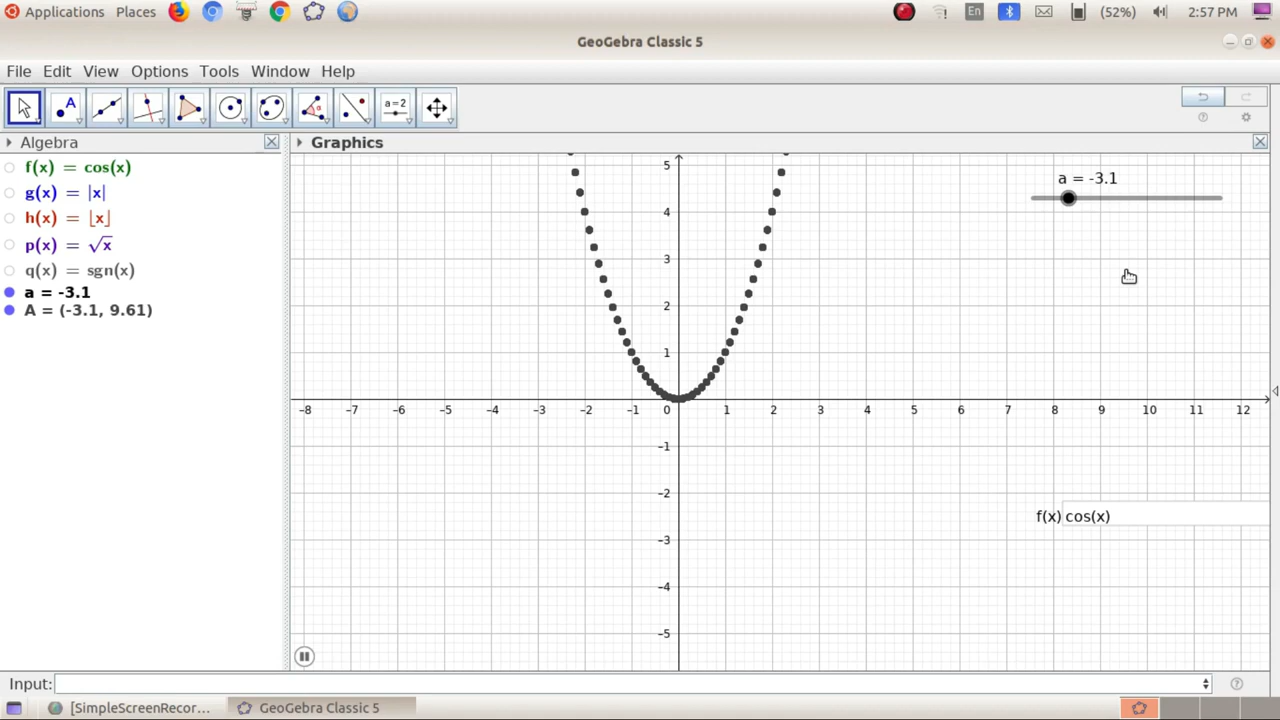 Applications Places En (52%) 2:57 PM
GeoGebra Classic 5
File Edit View Options Tools Window Help
A a=2
Algebra
Graphics
f(x) = cos(x)
g(x) = |x|
h(x) = ⌊x⌋
p(x) = √x
q(x) = sgn(x)
a = -3.1
A = (-3.1, 9.61)
a = -3.1
5
4
3
2
1
−8 −7 −6 −5 −4 −3 −2 −1 0 1 2 3 4 5 6 7 8 9 10 11 12
−1
−2
−3
−4
−5
f(x) cos(x)
Input:
[SimpleScreenRecor... GeoGebra Classic 5